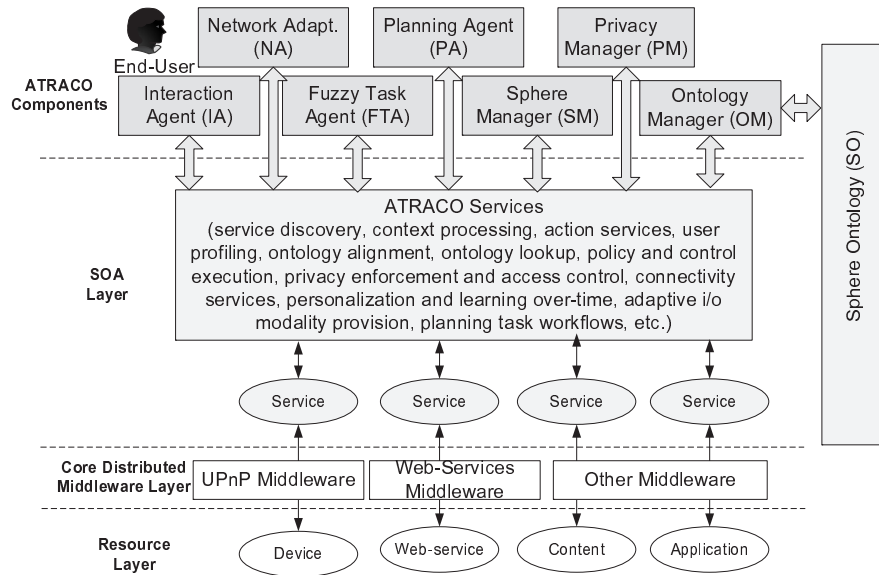 Network Adapt.
(NA)
Planning Agent
(PA)
Privacy
Manager (PM)
End-User
ATRACO
Components
Interaction
Agent (IA)
Fuzzy Task
Agent (FTA)
Sphere
Manager (SM)
Ontology
Manager (OM)
Sphere Ontology (SO)
SOA
Layer
ATRACO Services
(service discovery, context processing, action services, user
profiling, ontology alignment, ontology lookup, policy and control
execution, privacy enforcement and access control, connectivity
services, personalization and learning over-time, adaptive i/o
modality provision, planning task workflows, etc.)
Service
Service
Service
Service
Core Distributed
Middleware Layer
UPnP Middleware
Web-Services
Middleware
Other Middleware
Resource
Layer
Device
Web-service
Content
Application